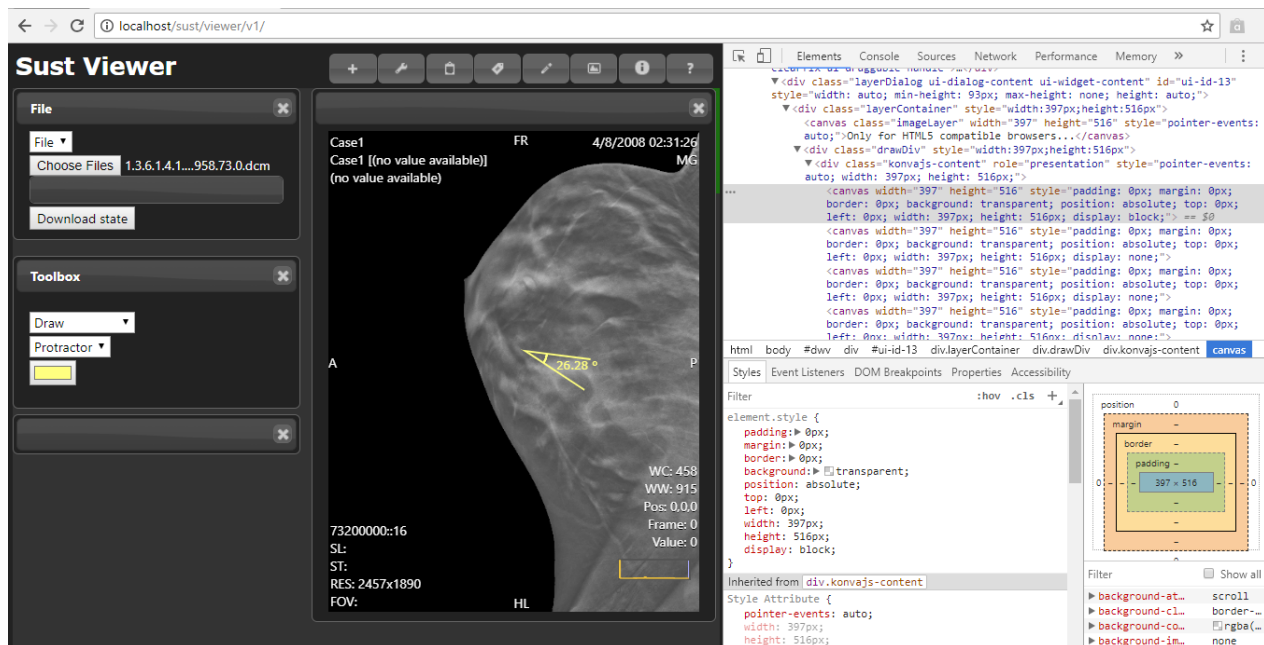 localhost/sust/viewer/v1/
Sust Viewer
?
File
File
Choose Files 1.3.6.1.4.1....958.73.0.dcm
Download state
Toolbox
Draw
Protractor
Case1 FR 4/8/2008 02:31:26
Case1 [(no value available)] MG
(no value available)
A P
26.28 °
WC: 458
WW: 915
Pos: 0,0,0
Frame: 0
Value: 0
73200000::16
SL:
ST:
RES: 2457x1890
FOV: HL
Elements Console Sources Network Performance Memory »
▼<div class="layerDialog ui-dialog-content ui-widget-content" id="ui-id-13"
style="width: auto; min-height: 93px; max-height: none; height: auto;">
▼<div class="layerContainer" style="width:397px;height:516px">
<canvas class="imageLayer" width="397" height="516" style="pointer-events:
auto;">Only for HTML5 compatible browsers...</canvas>
▼<div class="drawDiv" style="width:397px;height:516px">
▼<div class="konvajs-content" role="presentation" style="pointer-events:
auto; width: 397px; height: 516px;">
<canvas width="397" height="516" style="padding: 0px; margin: 0px;
border: 0px; background: transparent; position: absolute; top: 0px;
left: 0px; width: 397px; height: 516px; display: block;"> == $0
<canvas width="397" height="516" style="padding: 0px; margin: 0px;
border: 0px; background: transparent; position: absolute; top: 0px;
left: 0px; width: 397px; height: 516px; display: none;">
<canvas width="397" height="516" style="padding: 0px; margin: 0px;
border: 0px; background: transparent; position: absolute; top: 0px;
left: 0px; width: 397px; height: 516px; display: none;">
<canvas width="397" height="516" style="padding: 0px; margin: 0px;
border: 0px; background: transparent; position: absolute; top: 0px;
left: 0px; width: 397px; height: 516px; display: none;">
html body #dwv div #ui-id-13 div.layerContainer div.drawDiv div.konvajs-content canvas
Styles Event Listeners DOM Breakpoints Properties Accessibility
Filter :hov .cls +
element.style {
padding:▶ 0px;
margin:▶ 0px;
border:▶ 0px;
background:▶ transparent;
position: absolute;
top: 0px;
left: 0px;
width: 397px;
height: 516px;
display: block;
}
Inherited from div.konvajs-content
Style Attribute {
pointer-events: auto;
width: 397px;
height: 516px;
position 0
margin -
border -
padding -
0 - - - 397 × 516 - - - 0
-
-
-
Filter Show all
▶ background-at… scroll
▶ background-cl… border-…
▶ background-co… rgba(…
▶ background-im… none